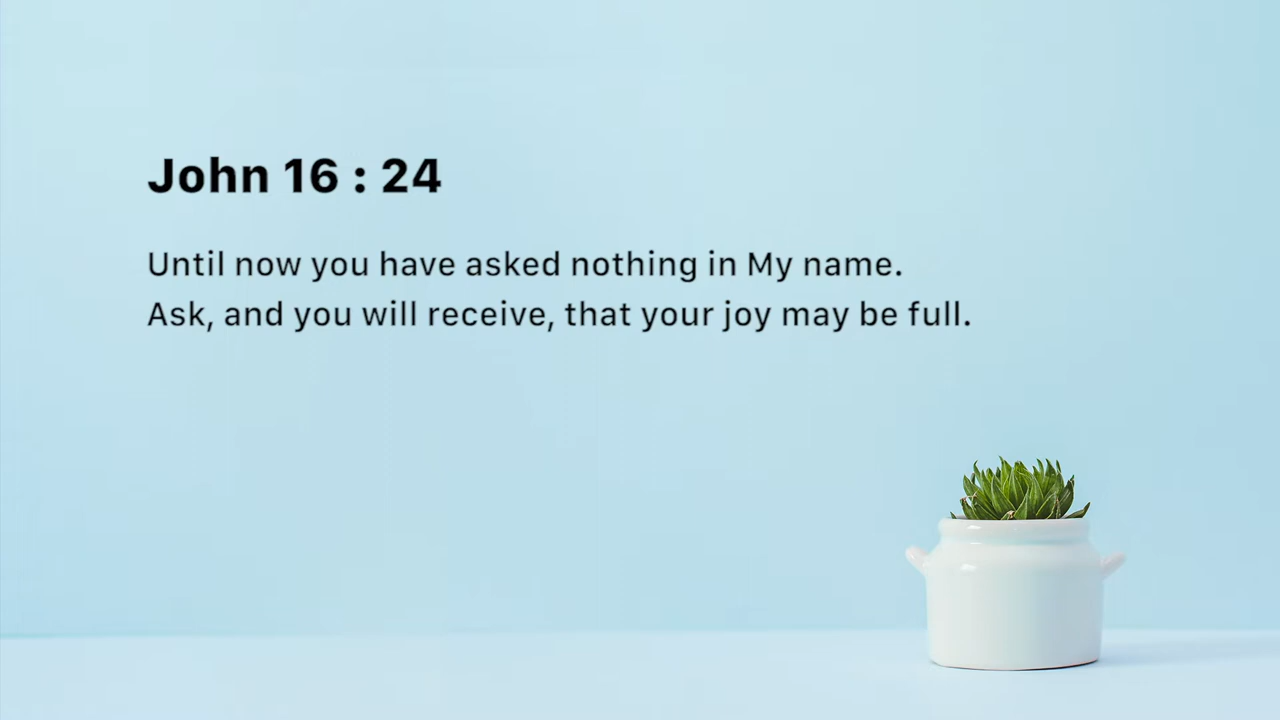 John 16 : 24
Until now you have asked nothing in My name.
Ask, and you will receive, that your joy may be full.